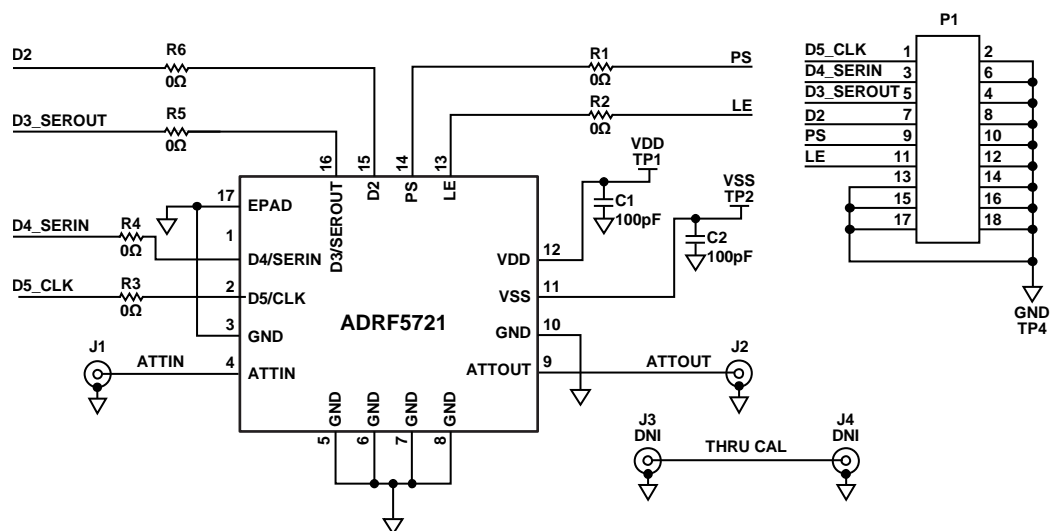 D2
R6
0Ω
D3_SEROUT
R5
0Ω
D4_SERIN
R4
0Ω
D5_CLK
R3
0Ω
R1
0Ω
PS
R2
0Ω
LE
16
15
14
13
D3/SEROUT
D2
PS
LE
17
EPAD
1
D4/SERIN
2
D5/CLK
3
GND
4
ATTIN
ADRF5721
VDD
12
VSS
11
GND
10
ATTOUT
9
GND
GND
GND
GND
5
6
7
8
J1
ATTIN
VDD
TP1
C1
100pF
VSS
TP2
C2
100pF
ATTOUT
J2
J3
DNI
THRU CAL
J4
DNI
P1
D5_CLK 1 2
D4_SERIN 3 6
D3_SEROUT 5 4
D2 7 8
PS 9 10
LE 11 12
13 14
15 16
17 18
GND
TP4